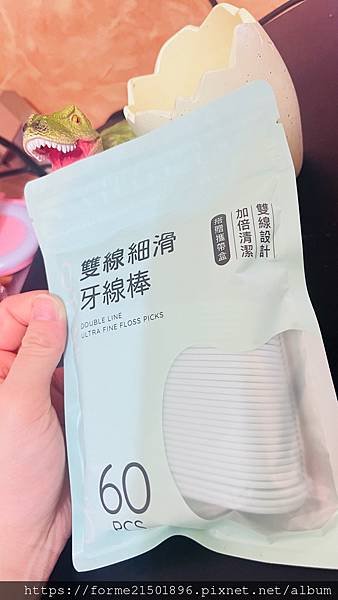 雙線設計
加倍清潔
搭贈攜帶盒
雙線細滑
牙線棒
DOUBLE LINE
ULTRA FINE FLOSS PICKS
60
PCS
https://forme21501896.pixnet.net/album